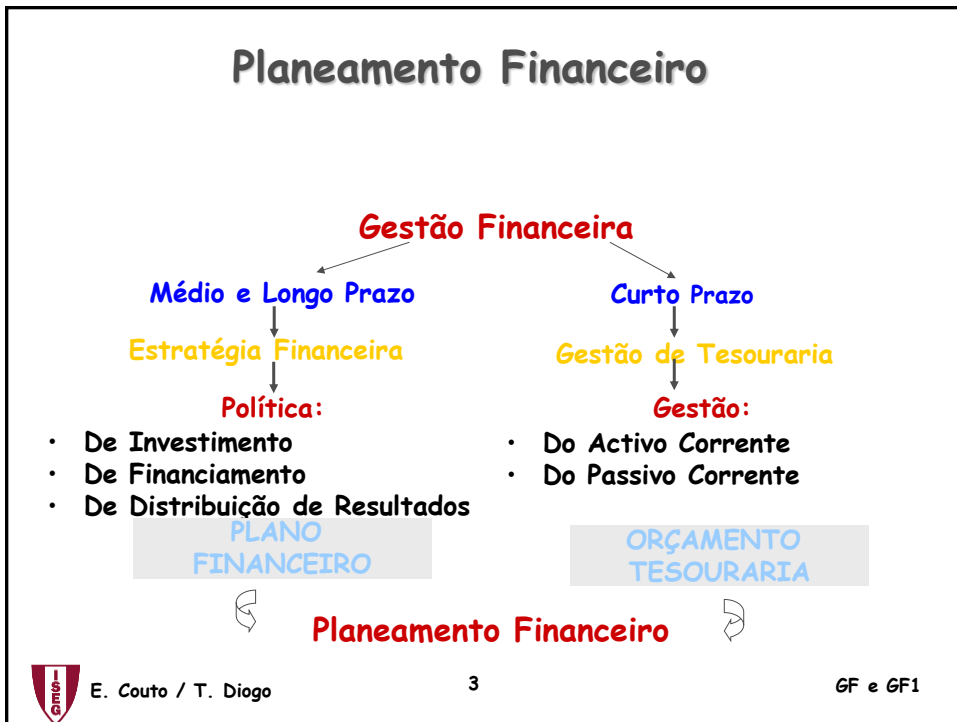 Planeamento Financeiro
Gestão Financeira
Médio e Longo Prazo
Estratégia Financeira
Política:
• De Investimento
• De Financiamento
• De Distribuição de Resultados
PLANO
FINANCEIRO
Curto Prazo
Gestão de Tesouraria
Gestão:
• Do Activo Corrente
• Do Passivo Corrente
ORÇAMENTO
TESOURARIA
Planeamento Financeiro
ISEG
E. Couto / T. Diogo
3
GF e GF1